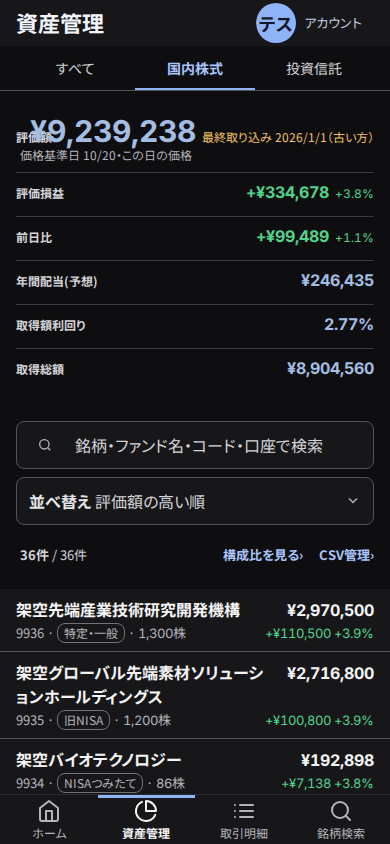 資産管理
テス アカウント
すべて 国内株式 投資信託
評価額 ¥9,239,238 最終取り込み 2026/1/1（古い方）
価格基準日 10/20・この日の価格
評価損益 +¥334,678 +3.8%
前日比 +¥99,489 +1.1%
年間配当(予想) ¥246,435
取得額利回り 2.77%
取得総額 ¥8,904,560
銘柄・ファンド名・コード・口座で検索
並べ替え 評価額の高い順
36件 / 36件 構成比を見る› CSV管理›
架空先端産業技術研究開発機構 ¥2,970,500
9936 · 特定・一般 · 1,300株 +¥110,500 +3.9%
架空グローバル先端素材ソリューシ ¥2,716,800
ョンホールディングス
9935 · 旧NISA · 1,200株 +¥100,800 +3.9%
架空バイオテクノロジー ¥192,898
9934 · NISAつみたて · 86株 +¥7,138 +3.8%
ホーム 資産管理 取引明細 銘柄検索